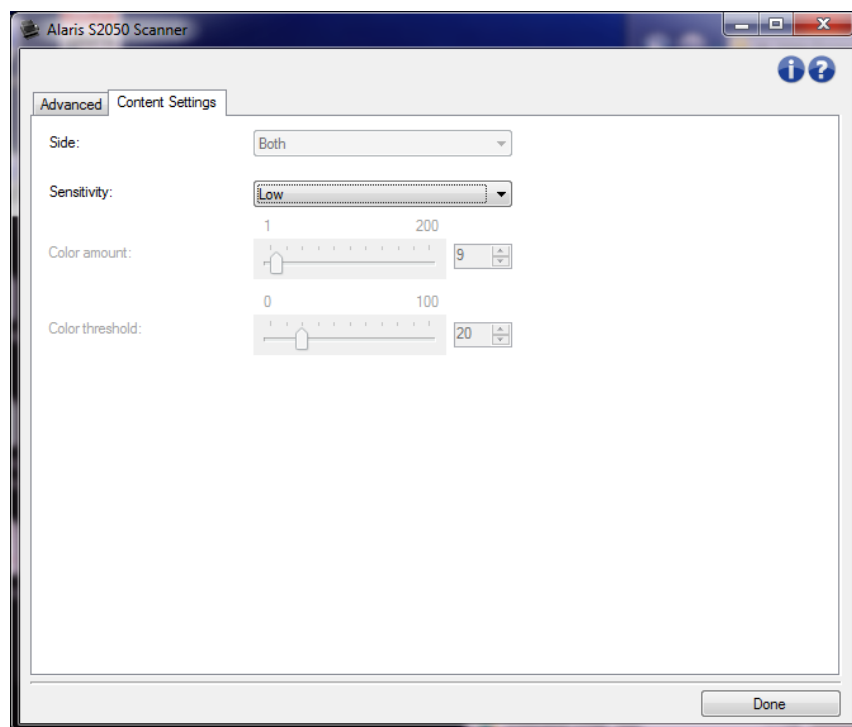 Alaris S2050 Scanner
Advanced Content Settings
Side: Both
Sensitivity: Low
1 200
Color amount: 9
0 100
Color threshold: 20
Done